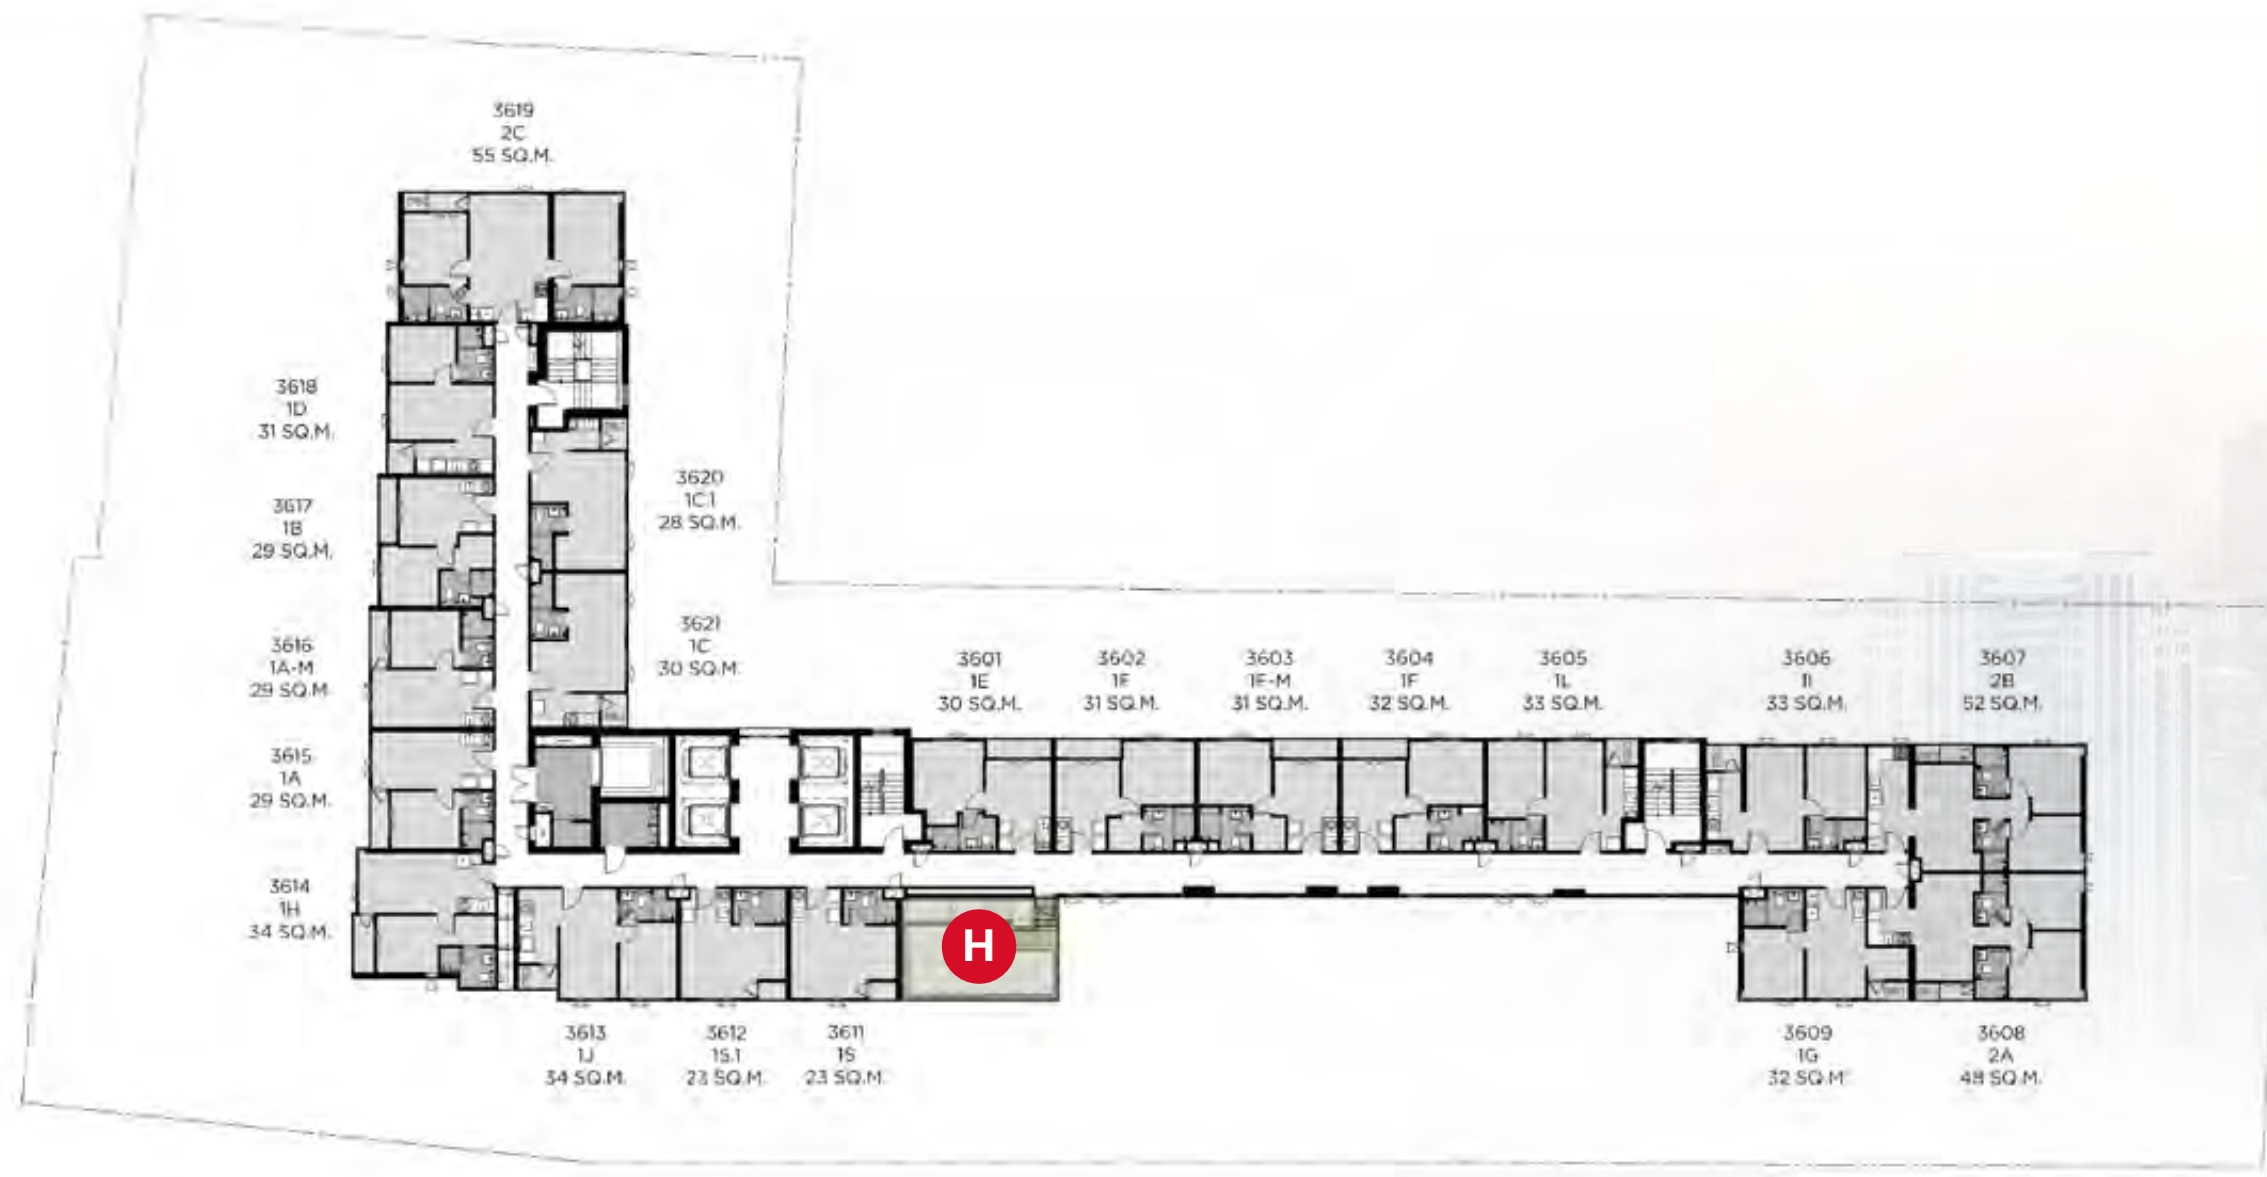 3619
2C
55 SQ.M.
3618
1D
31 SQ.M.
3617
1B
29 SQ.M.
3620
1C.1
28 SQ.M.
3616
1A-M
29 SQ.M.
3621
1C
30 SQ.M.
3615
1A
29 SQ.M.
3614
1H
34 SQ.M.
3601
1E
30 SQ.M.
3602
1F
31 SQ.M.
3603
1F-M
31 SQ.M.
3604
1F
32 SQ.M.
3605
1L
33 SQ.M.
3606
1I
33 SQ.M.
3607
2B
52 SQ.M.
H
3613
1J
34 SQ.M.
3612
1S.1
23 SQ.M.
3611
1S
23 SQ.M.
3609
1G
32 SQ.M.
3608
2A
48 SQ.M.